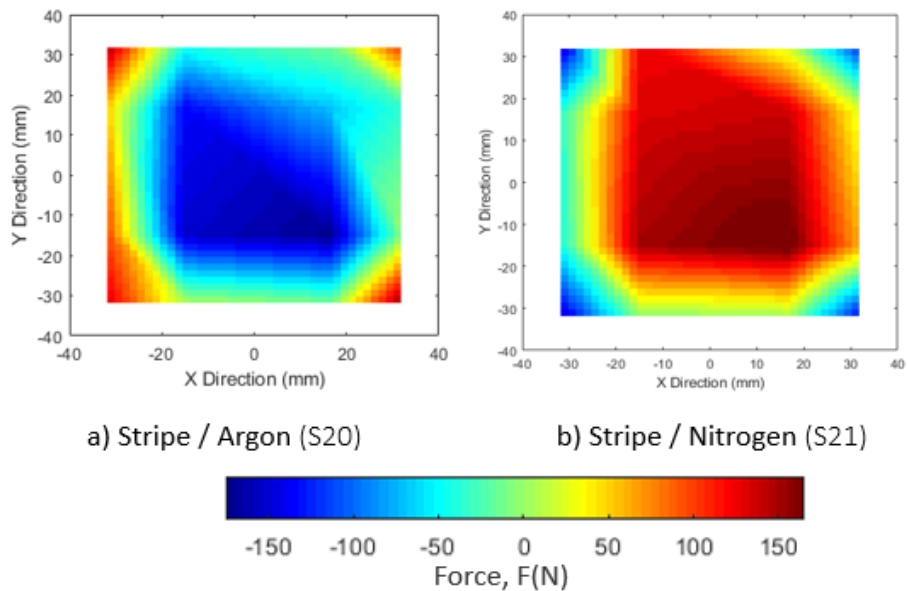 40
30
20
10
0
-10
-20
-30
-40
Y Direction (mm)
-40 -20 0 20 40
X Direction (mm)
40
30
20
10
0
-10
-20
-30
-40
Y Direction (mm)
-40 -30 -20 -10 0 10 20 30 40
X Direction (mm)
a) Stripe / Argon (S20)
b) Stripe / Nitrogen (S21)
-150 -100 -50 0 50 100 150
Force, F(N)